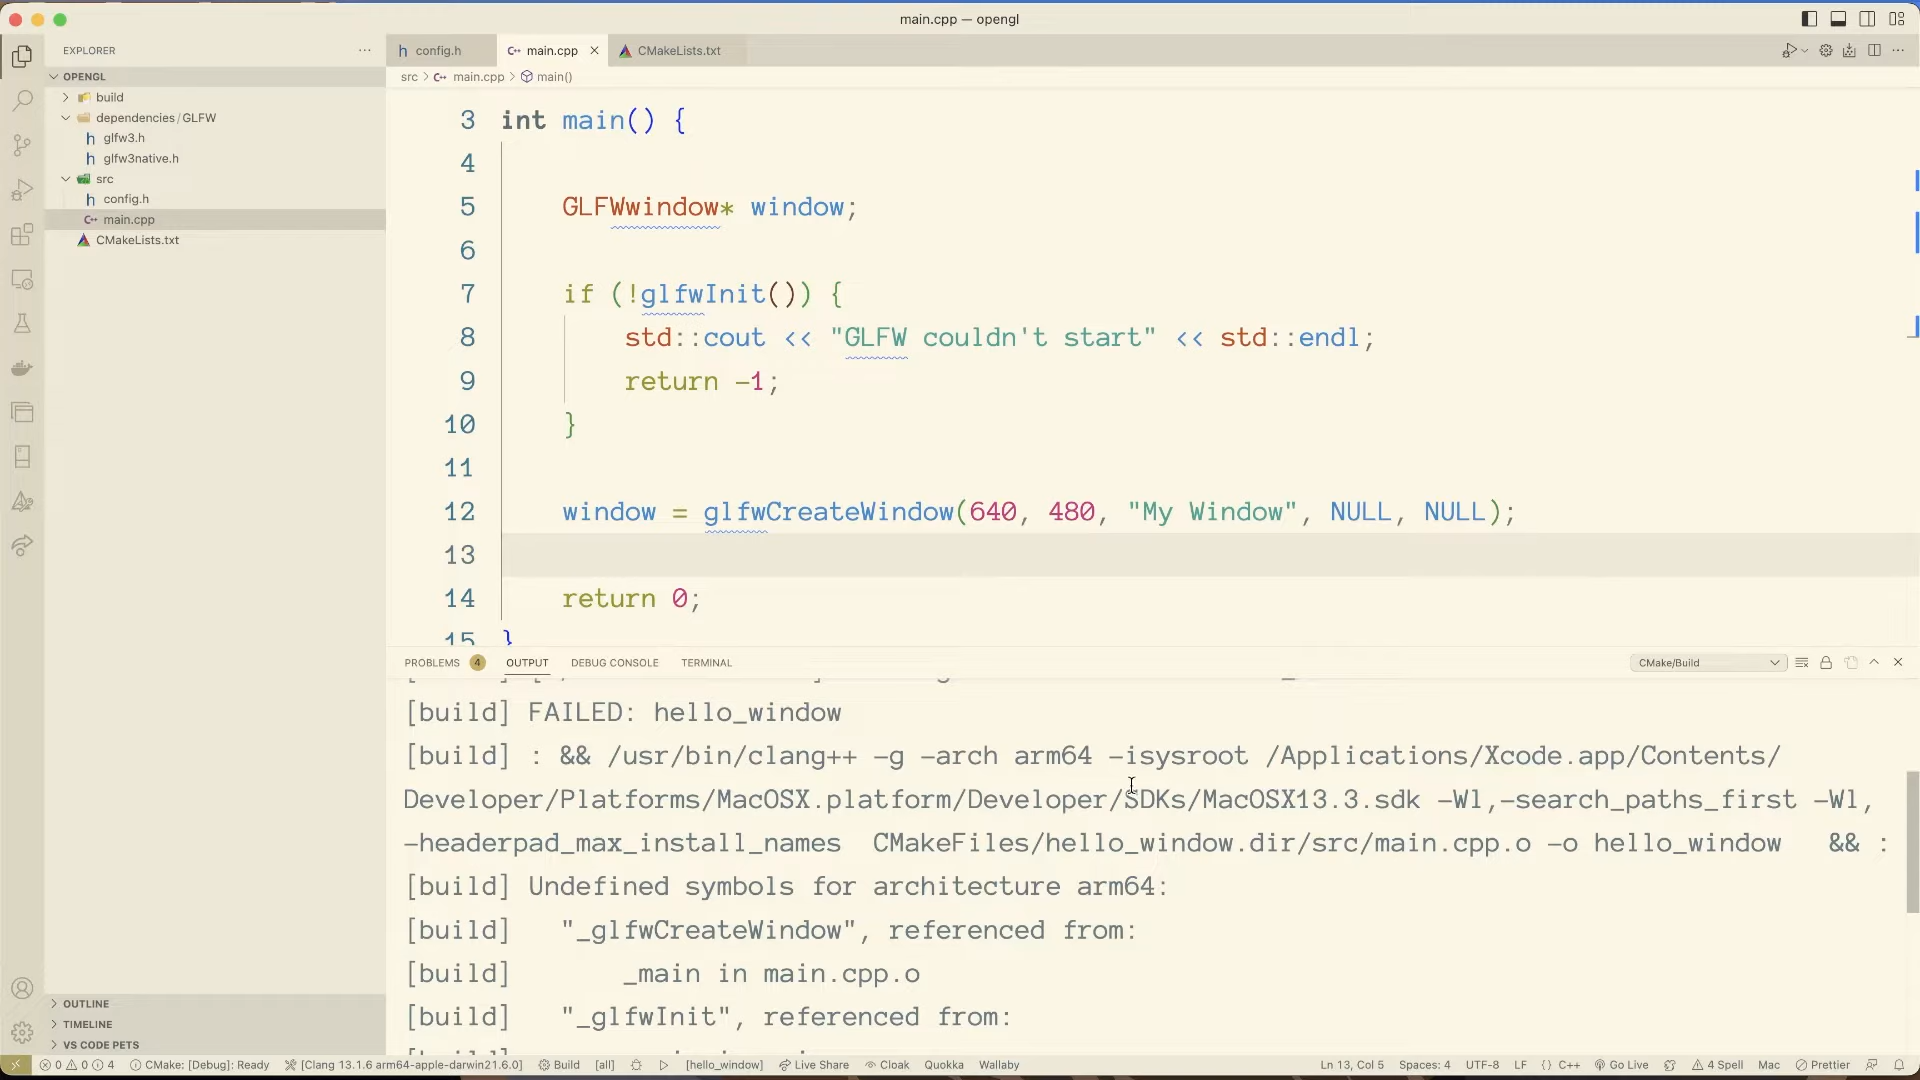 main.cpp — opengl
EXPLORER
OPENGL
build
dependencies / GLFW
glfw3.h
glfw3native.h
src
config.h
main.cpp
CMakeLists.txt
OUTLINE
TIMELINE
VS CODE PETS
config.h
main.cpp
CMakeLists.txt
src > main.cpp > main()
3 int main() {
4
5 GLFWwindow* window;
6
7 if (!glfwInit()) {
8 std::cout << "GLFW couldn't start" << std::endl;
9 return -1;
10 }
11
12 window = glfwCreateWindow(640, 480, "My Window", NULL, NULL);
13
14 return 0;
15 }
PROBLEMS 4 OUTPUT DEBUG CONSOLE TERMINAL CMake/Build
[build] FAILED: hello_window
[build] : && /usr/bin/clang++ -g -arch arm64 -isysroot /Applications/Xcode.app/Contents/
Developer/Platforms/MacOSX.platform/Developer/SDKs/MacOSX13.3.sdk -Wl,-search_paths_first -Wl,
-headerpad_max_install_names CMakeFiles/hello_window.dir/src/main.cpp.o -o hello_window && :
[build] Undefined symbols for architecture arm64:
[build] "_glfwCreateWindow", referenced from:
[build] _main in main.cpp.o
[build] "_glfwInit", referenced from:
0 0 4 CMake: [Debug]: Ready [Clang 13.1.6 arm64-apple-darwin21.6.0] Build [all] [hello_window] Live Share Cloak Quokka Wallaby Ln 13, Col 5 Spaces: 4 UTF-8 LF {} C++ Go Live 4 Spell Mac Prettier